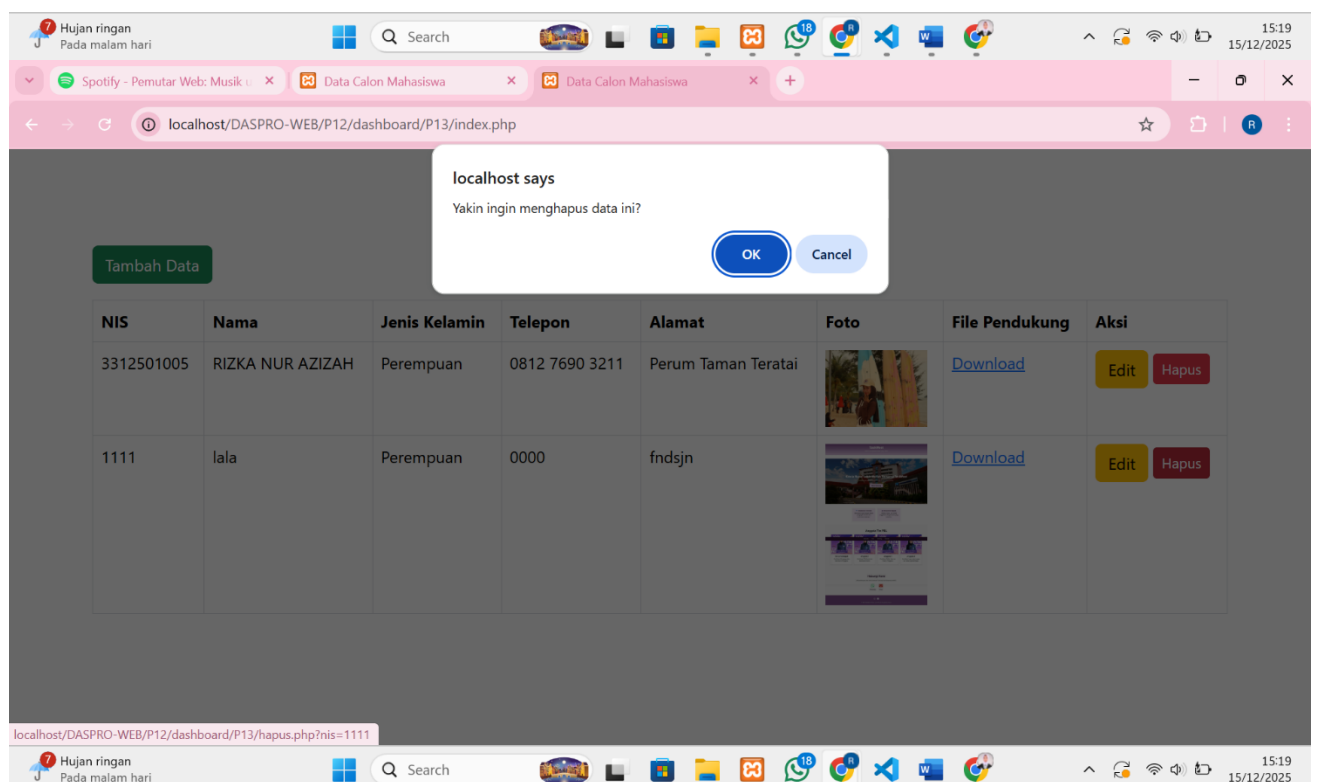 7 Hujan ringan
Pada malam hari
Search
18
15:19
15/12/2025
Spotify - Pemutar Web: Musik u
Data Calon Mahasiswa
Data Calon Mahasiswa
localhost/DASPRO-WEB/P12/dashboard/P13/index.php
R
localhost says
Yakin ingin menghapus data ini?
OK Cancel
Tambah Data
NIS Nama Jenis Kelamin Telepon Alamat Foto File Pendukung Aksi
3312501005 RIZKA NUR AZIZAH Perempuan 0812 7690 3211 Perum Taman Teratai Download Edit Hapus
1111 lala Perempuan 0000 fndsjn Download Edit Hapus
localhost/DASPRO-WEB/P12/dashboard/P13/hapus.php?nis=1111
7 Hujan ringan
Pada malam hari
Search
18
15:19
15/12/2025